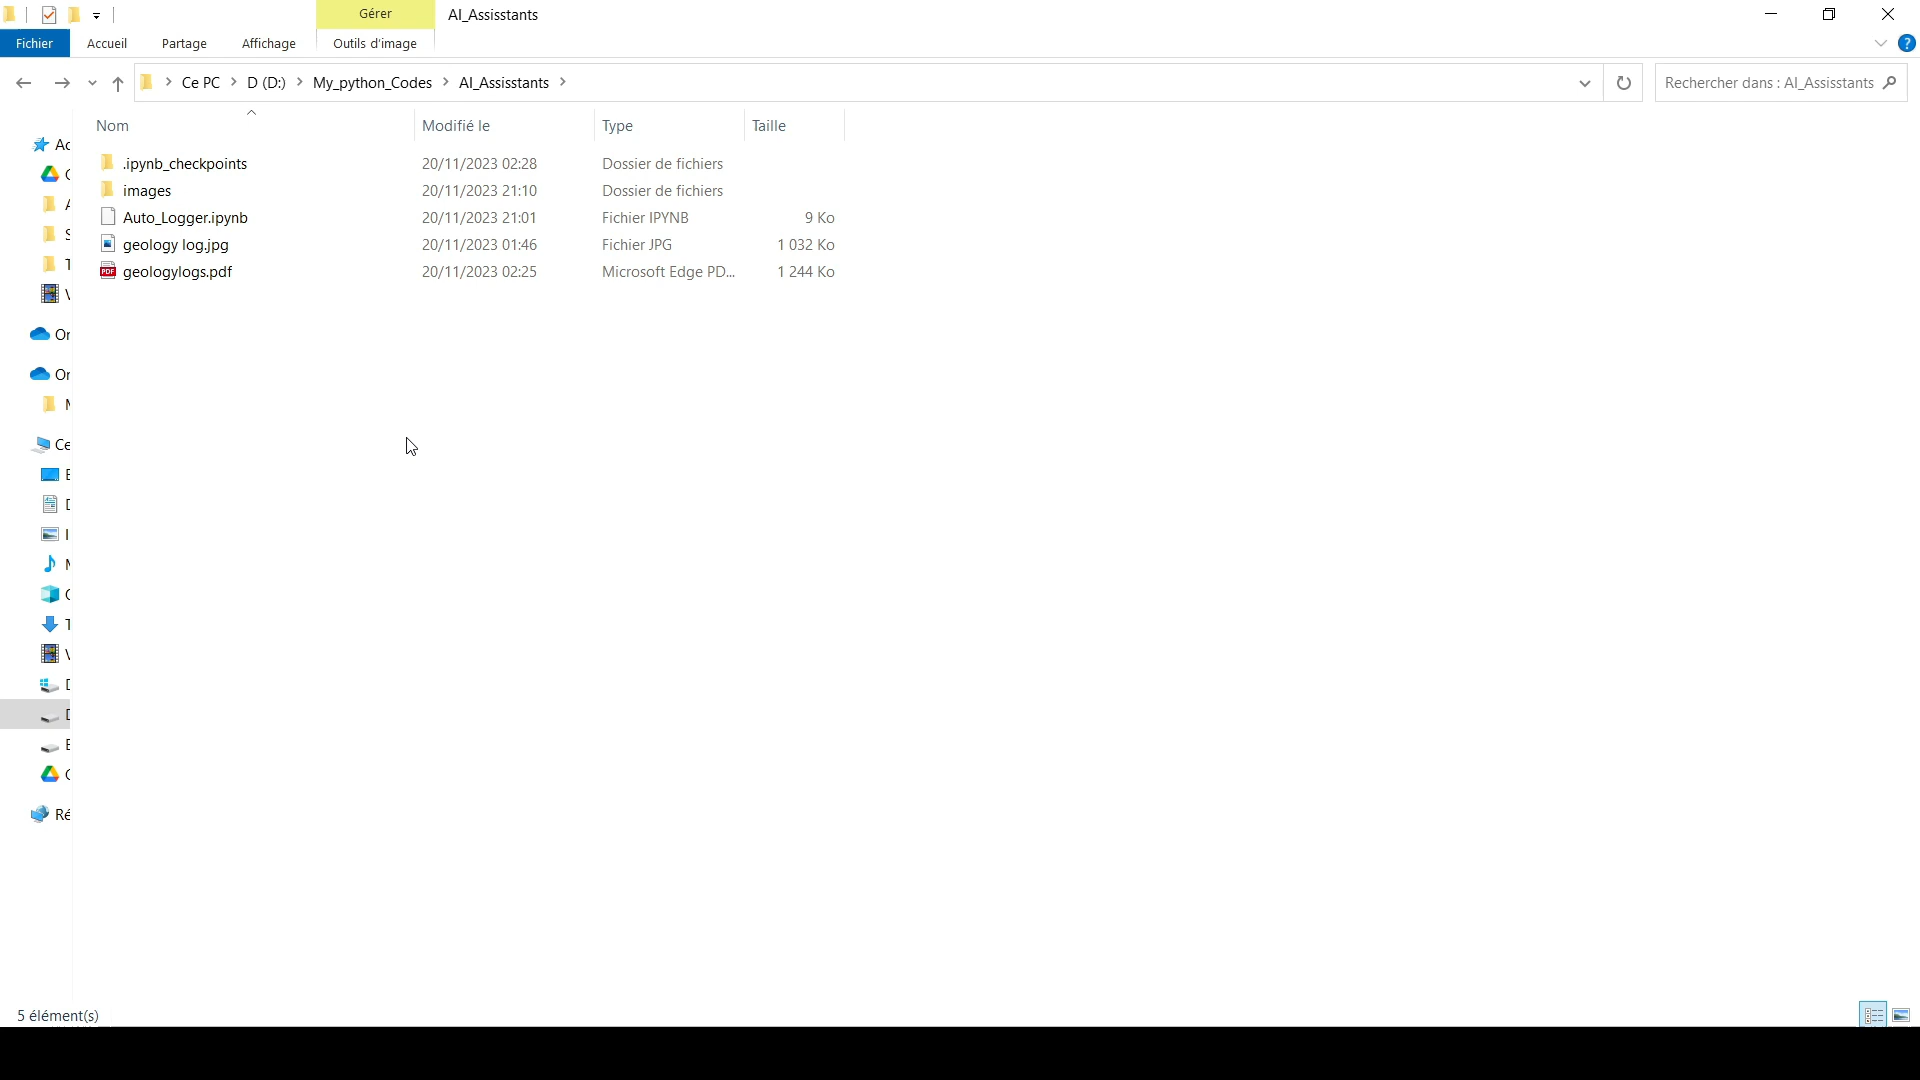 Gérer
AI_Assisstants
Fichier
Accueil
Partage
Affichage
Outils d'image
Ce PC
D (D:)
My_python_Codes
AI_Assisstants
Rechercher dans : AI_Assisstants
Nom
Modifié le
Type
Taille
.ipynb_checkpoints
20/11/2023 02:28
Dossier de fichiers
images
20/11/2023 21:10
Dossier de fichiers
Auto_Logger.ipynb
20/11/2023 21:01
Fichier IPYNB
9 Ko
geology log.jpg
20/11/2023 01:46
Fichier JPG
1 032 Ko
geologylogs.pdf
20/11/2023 02:25
Microsoft Edge PD...
1 244 Ko
Ce
Ré
5 élément(s)